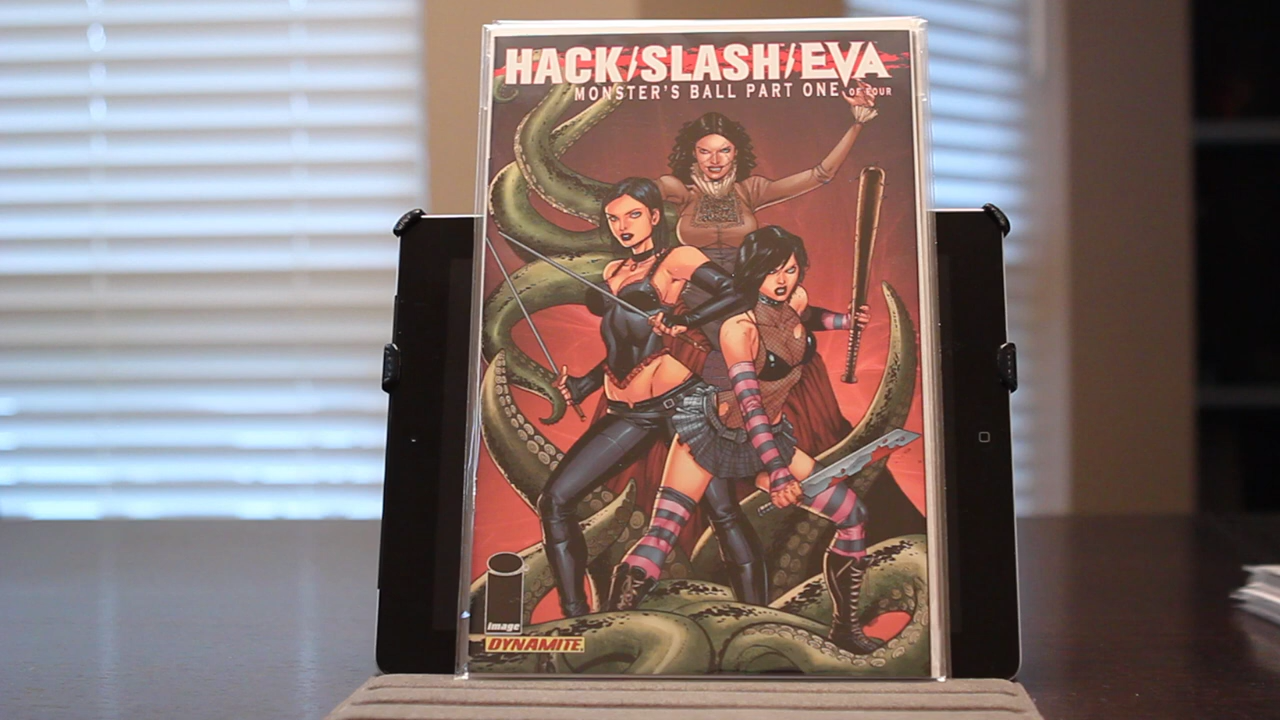 HACK/SLASH/EVA
MONSTER'S BALL PART ONE OF FOUR
image
DYNAMITE.